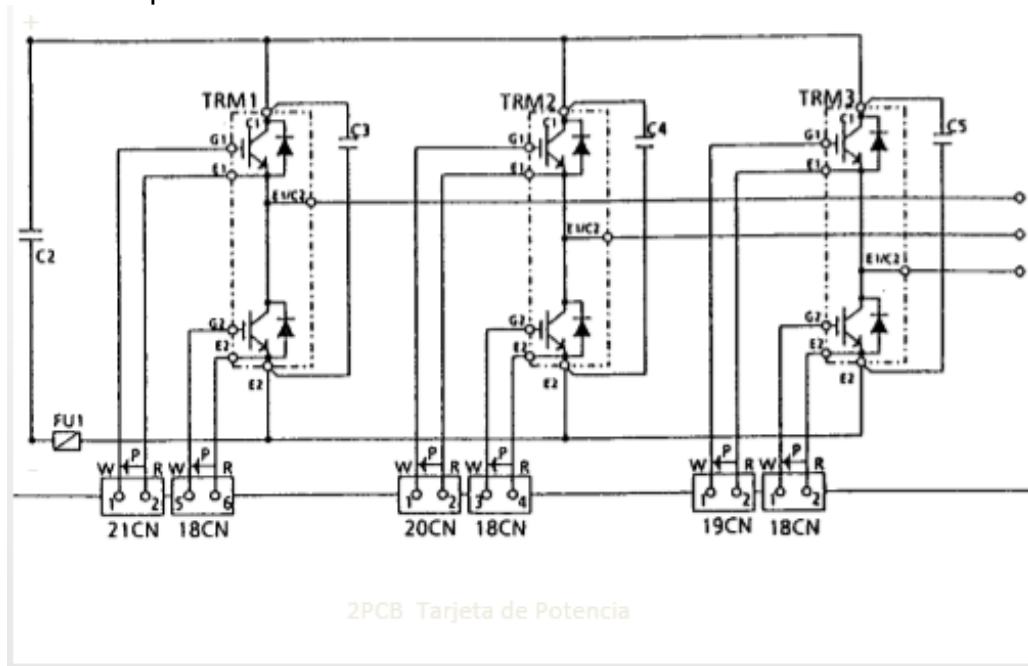 +
TRM1 TRM2 TRM3
C1 C3 C1 C4 C1 C5
G1 G1 G1
E1 E1 E1
E1/C2 E1/C2 E1/C2
C2
G2 G2 G2
E2 E2 E2
E2 E2 E2
FU1
−
W P R W P R W P R W P R W P R W P R
1 2 5 6 1 2 3 4 1 2 1 2
21CN 18CN 20CN 18CN 19CN 18CN
2PCB Tarjeta de Potencia